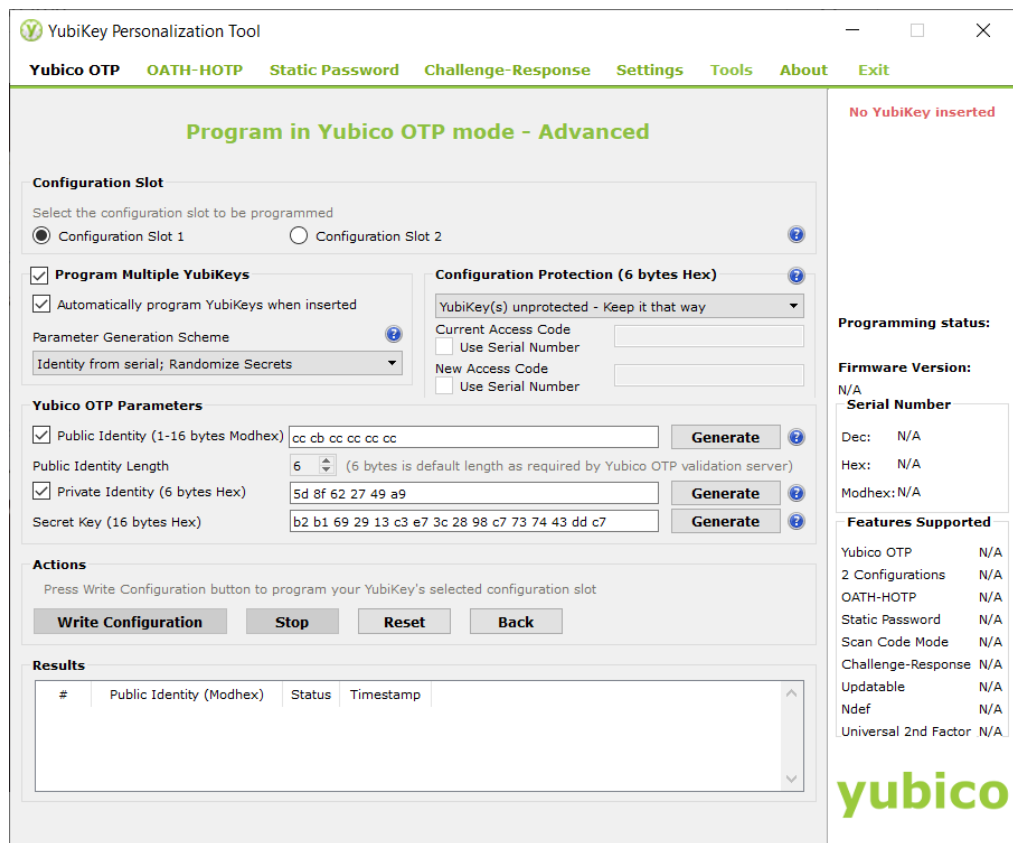 YubiKey Personalization Tool
Yubico OTP OATH-HOTP Static Password Challenge-Response Settings Tools About Exit
Program in Yubico OTP mode - Advanced
Configuration Slot
Select the configuration slot to be programmed
Configuration Slot 1 Configuration Slot 2
Program Multiple YubiKeys
Automatically program YubiKeys when inserted
Parameter Generation Scheme
Identity from serial; Randomize Secrets
Configuration Protection (6 bytes Hex)
YubiKey(s) unprotected - Keep it that way
Current Access Code
Use Serial Number
New Access Code
Use Serial Number
Yubico OTP Parameters
Public Identity (1-16 bytes Modhex) cc cb cc cc cc cc Generate
Public Identity Length 6 (6 bytes is default length as required by Yubico OTP validation server)
Private Identity (6 bytes Hex) 5d 8f 62 27 49 a9 Generate
Secret Key (16 bytes Hex) b2 b1 69 29 13 c3 e7 3c 28 98 c7 73 74 43 dd c7 Generate
Actions
Press Write Configuration button to program your YubiKey's selected configuration slot
Write Configuration Stop Reset Back
Results
# Public Identity (Modhex) Status Timestamp
No YubiKey inserted
Programming status:
Firmware Version:
N/A
Serial Number
Dec: N/A
Hex: N/A
Modhex: N/A
Features Supported
Yubico OTP N/A
2 Configurations N/A
OATH-HOTP N/A
Static Password N/A
Scan Code Mode N/A
Challenge-Response N/A
Updatable N/A
Ndef N/A
Universal 2nd Factor N/A
yubico